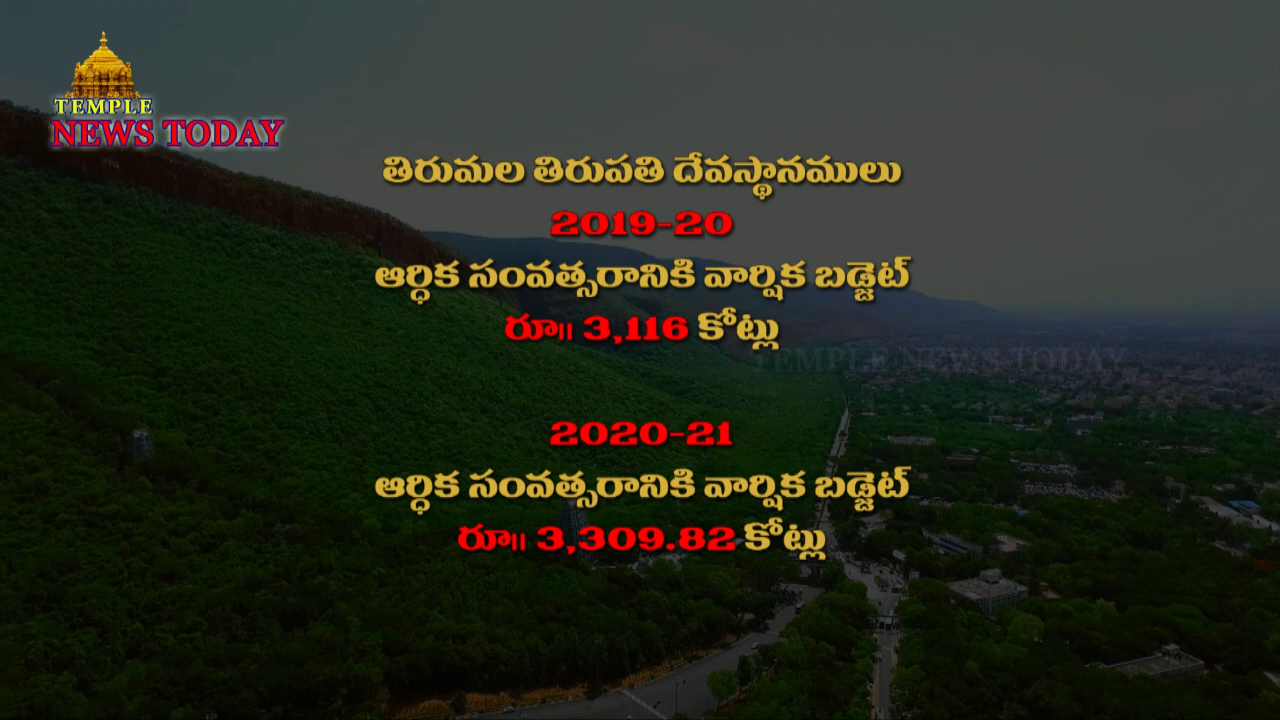 TEMPLE
NEWS TODAY
తిరుమల తిరుపతి దేవస్థానములు
2019-20
ఆర్ధిక సంవత్సరానికి వార్షిక బడ్జెట్
రూ॥ 3,116 కోట్లు
TEMPLE NEWS TODAY
2020-21
ఆర్ధిక సంవత్సరానికి వార్షిక బడ్జెట్
రూ॥ 3,309.82 కోట్లు